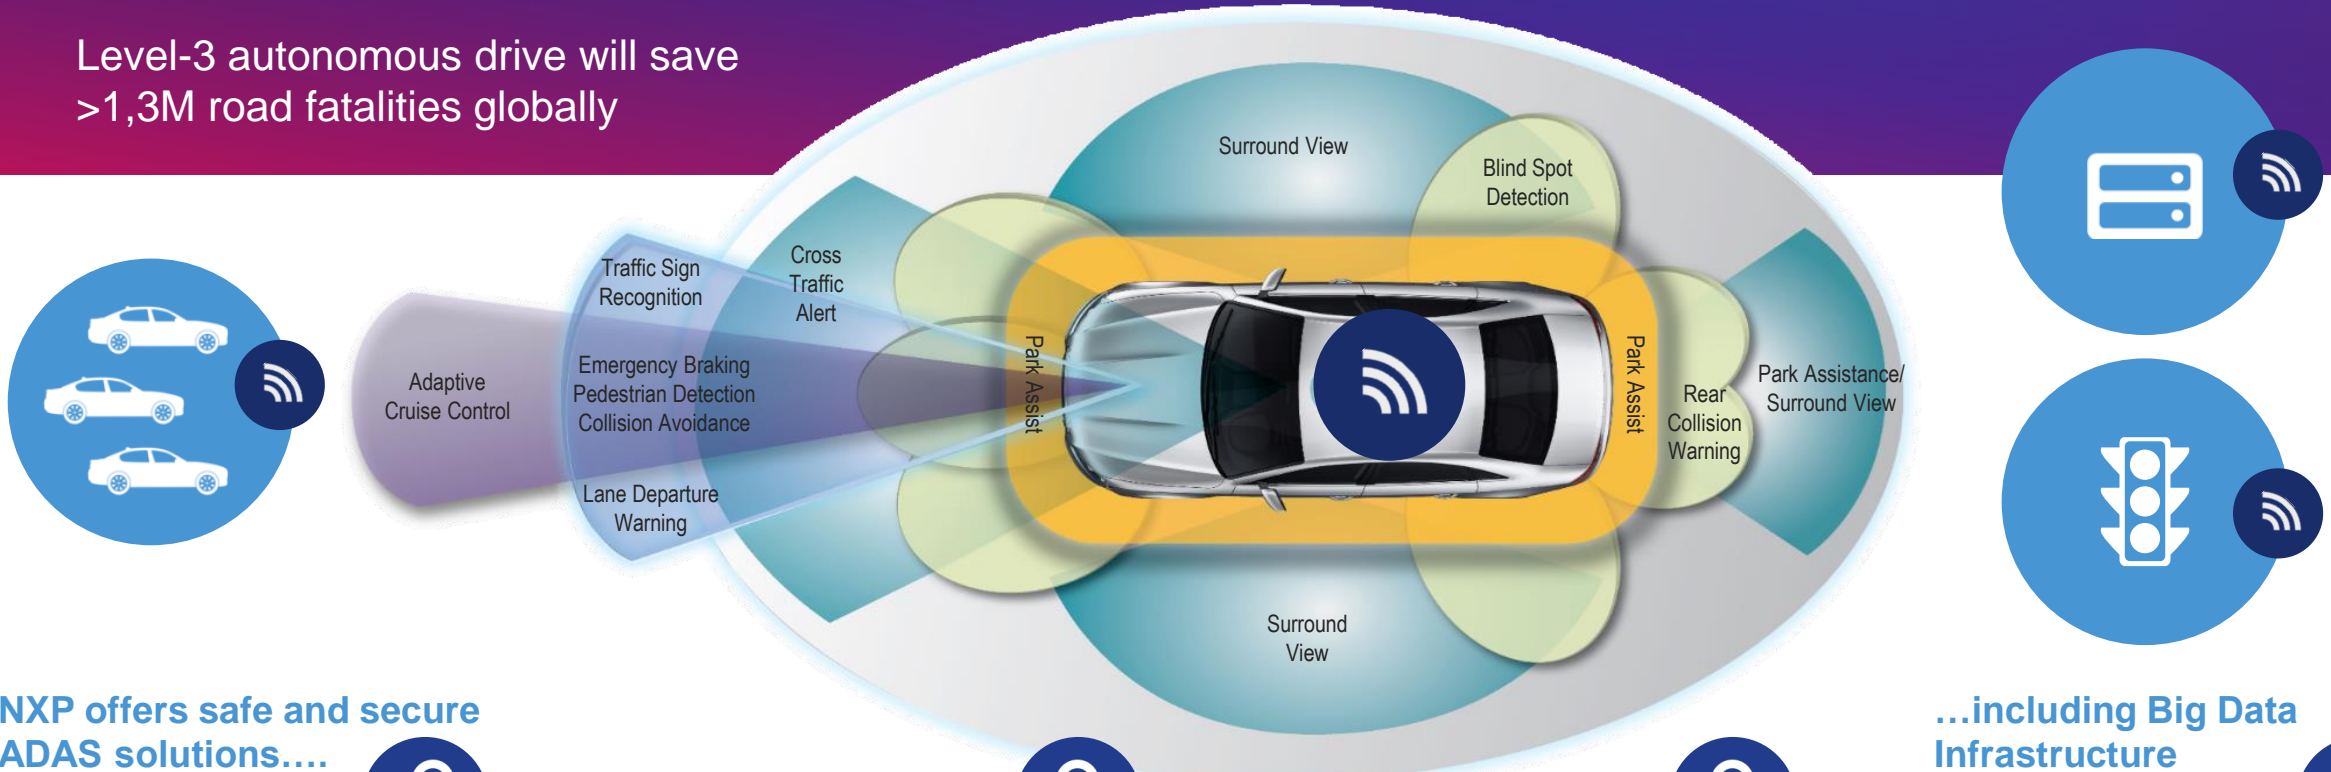 Level-3 autonomous drive will save
>1,3M road fatalities globally
Surround View
Blind Spot
Detection
Cross
Traffic
Alert
Traffic Sign
Recognition
Adaptive
Cruise Control
Emergency Braking
Pedestrian Detection
Collision Avoidance
Lane Departure
Warning
Park Assist
Park Assist
Rear
Collision
Warning
Park Assistance/
Surround View
Surround
View
NXP offers safe and secure
ADAS solutions....
...including Big Data
Infrastructure